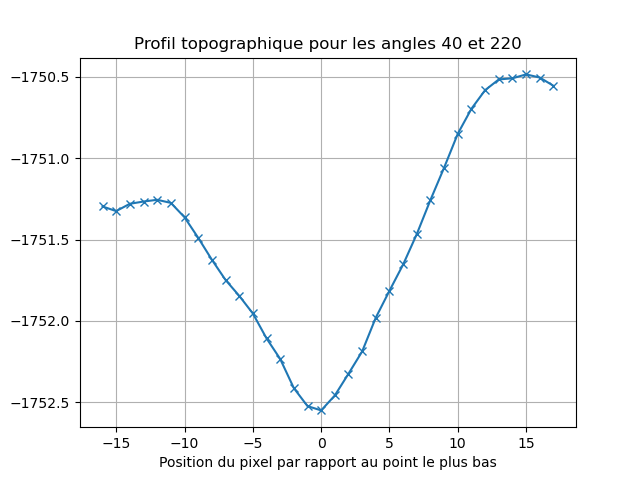 Profil topographique pour les angles 40 et 220
−1750.5
−1751.0
−1751.5
−1752.0
−1752.5
−15 −10 −5 0 5 10 15
Position du pixel par rapport au point le plus bas